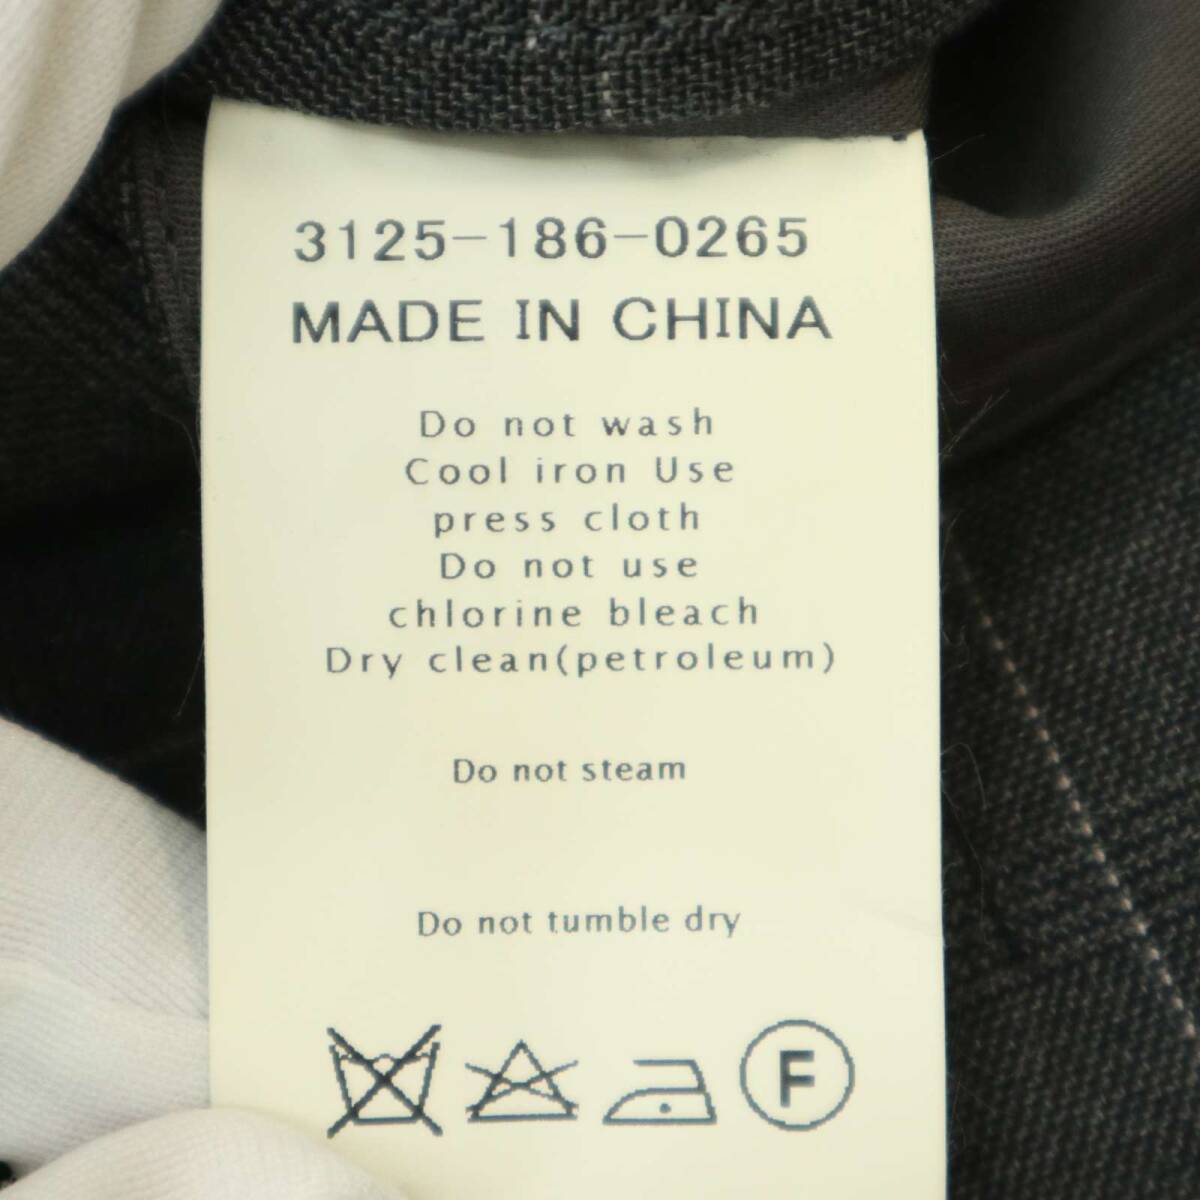 3125-186-0265
MADE IN CHINA
Do not wash
Cool iron Use
press cloth
Do not use
chlorine bleach
Dry clean(petroleum)
Do not steam
Do not tumble dry
F